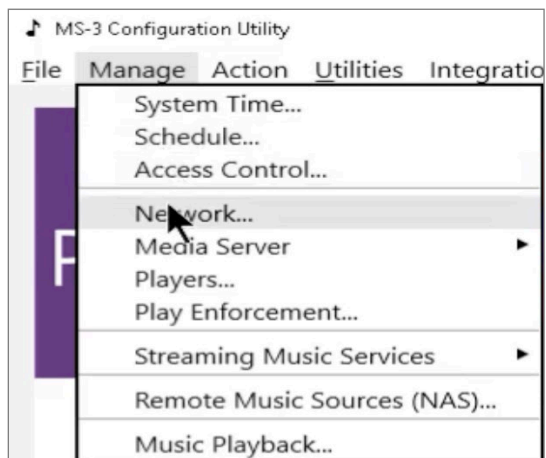 MS-3 Configuration Utility
File Manage Action Utilities Integratio
System Time...
Schedule...
Access Control...
Network...
Media Server
P
Players...
Play Enforcement...
Streaming Music Services
Remote Music Sources (NAS)...
Music Playback...